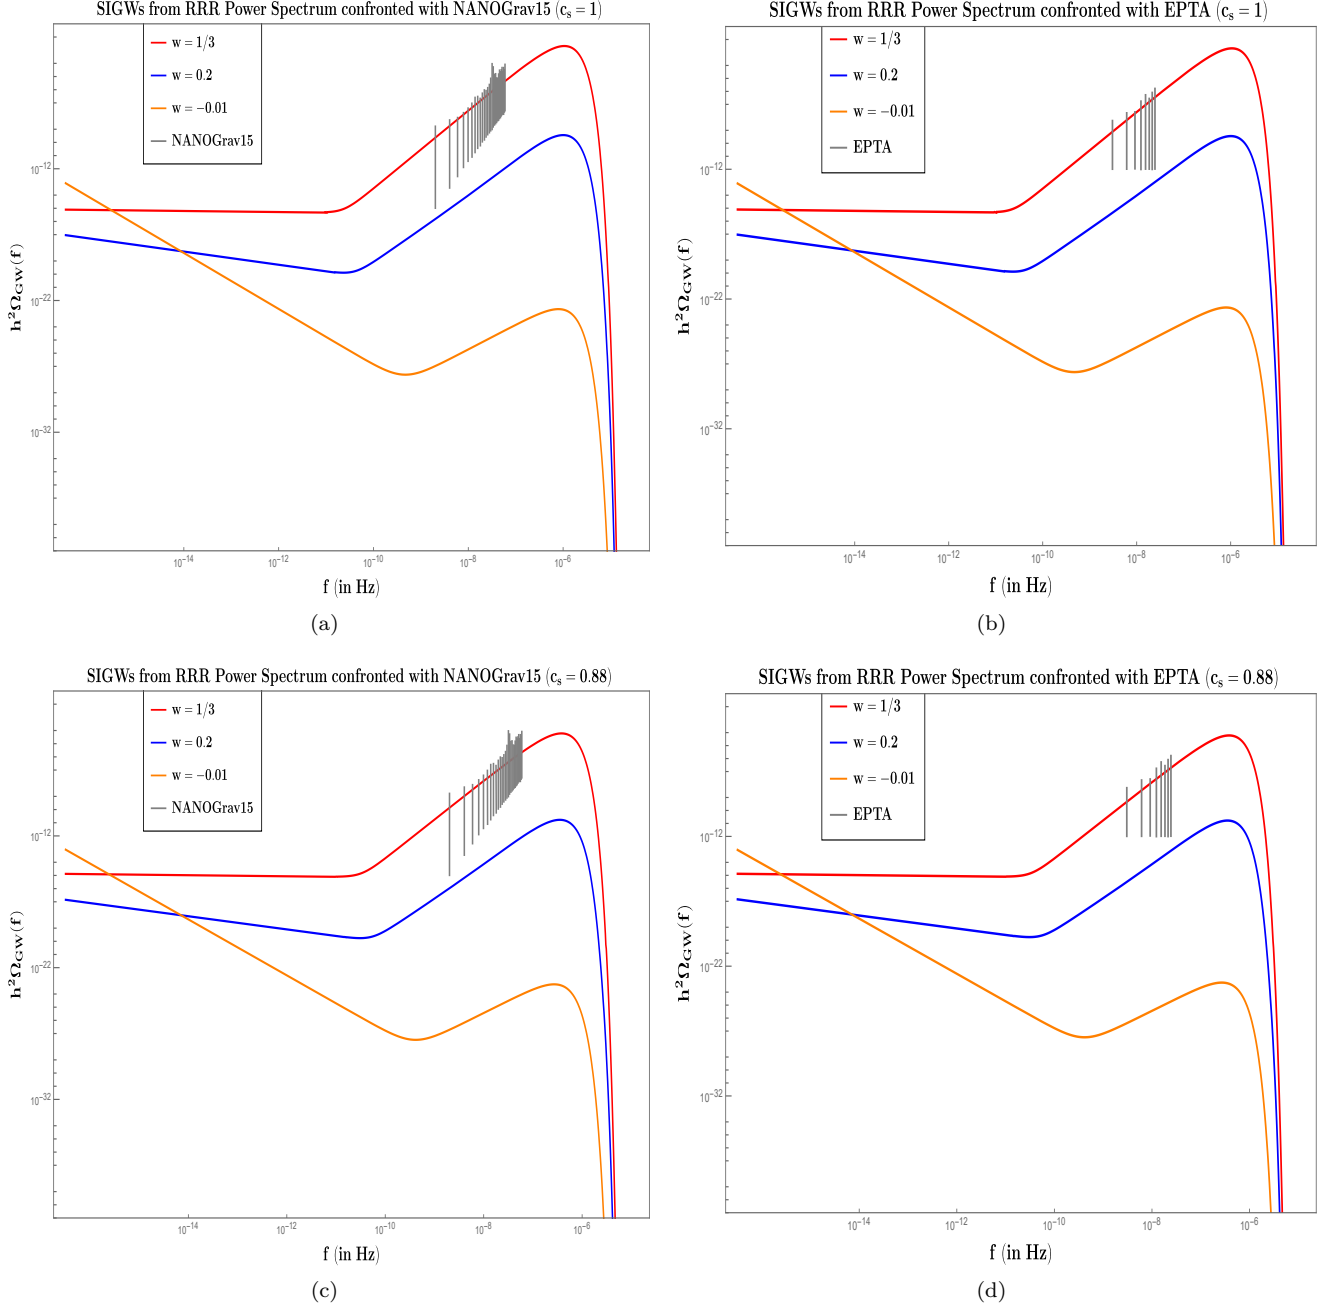 SIGWs from RRR Power Spectrum confronted with NANOGrav15 (cₛ = 1)
w = 1/3
w = 0.2
w = −0.01
NANOGrav15
h²Ω_GW(f)
10⁻¹²
10⁻²²
10⁻³²
10⁻¹⁴ 10⁻¹² 10⁻¹⁰ 10⁻⁸ 10⁻⁶
f (in Hz)
(a)
SIGWs from RRR Power Spectrum confronted with EPTA (cₛ = 1)
w = 1/3
w = 0.2
w = −0.01
EPTA
h²Ω_GW(f)
10⁻¹²
10⁻²²
10⁻³²
10⁻¹⁴ 10⁻¹² 10⁻¹⁰ 10⁻⁸ 10⁻⁶
f (in Hz)
(b)
SIGWs from RRR Power Spectrum confronted with NANOGrav15 (cₛ = 0.88)
w = 1/3
w = 0.2
w = −0.01
NANOGrav15
h²Ω_GW(f)
10⁻¹²
10⁻²²
10⁻³²
10⁻¹⁴ 10⁻¹² 10⁻¹⁰ 10⁻⁸ 10⁻⁶
f (in Hz)
(c)
SIGWs from RRR Power Spectrum confronted with EPTA (cₛ = 0.88)
w = 1/3
w = 0.2
w = −0.01
EPTA
h²Ω_GW(f)
10⁻¹²
10⁻²²
10⁻³²
10⁻¹⁴ 10⁻¹² 10⁻¹⁰ 10⁻⁸ 10⁻⁶
f (in Hz)
(d)